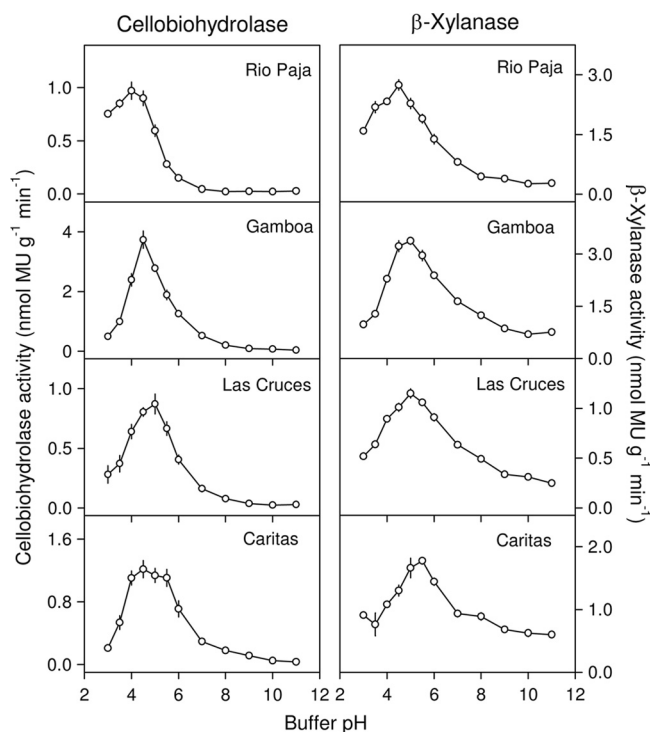 Cellobiohydrolase
β-Xylanase
Cellobiohydrolase activity (nmol MU g-1 min-1)
Rio Paja
1.0
0.5
0.0
Rio Paja
3.0
1.5
0.0
Gamboa
4
2
0
Gamboa
3.0
1.5
0.0
Las Cruces
1.0
0.5
0.0
Las Cruces
1.0
0.5
0.0
Caritas
1.6
0.8
0.0
Caritas
2.0
1.0
0.0
β-Xylanase activity (nmol MU g-1 min-1)
2 4 6 8 10 12
2 4 6 8 10 12
Buffer pH